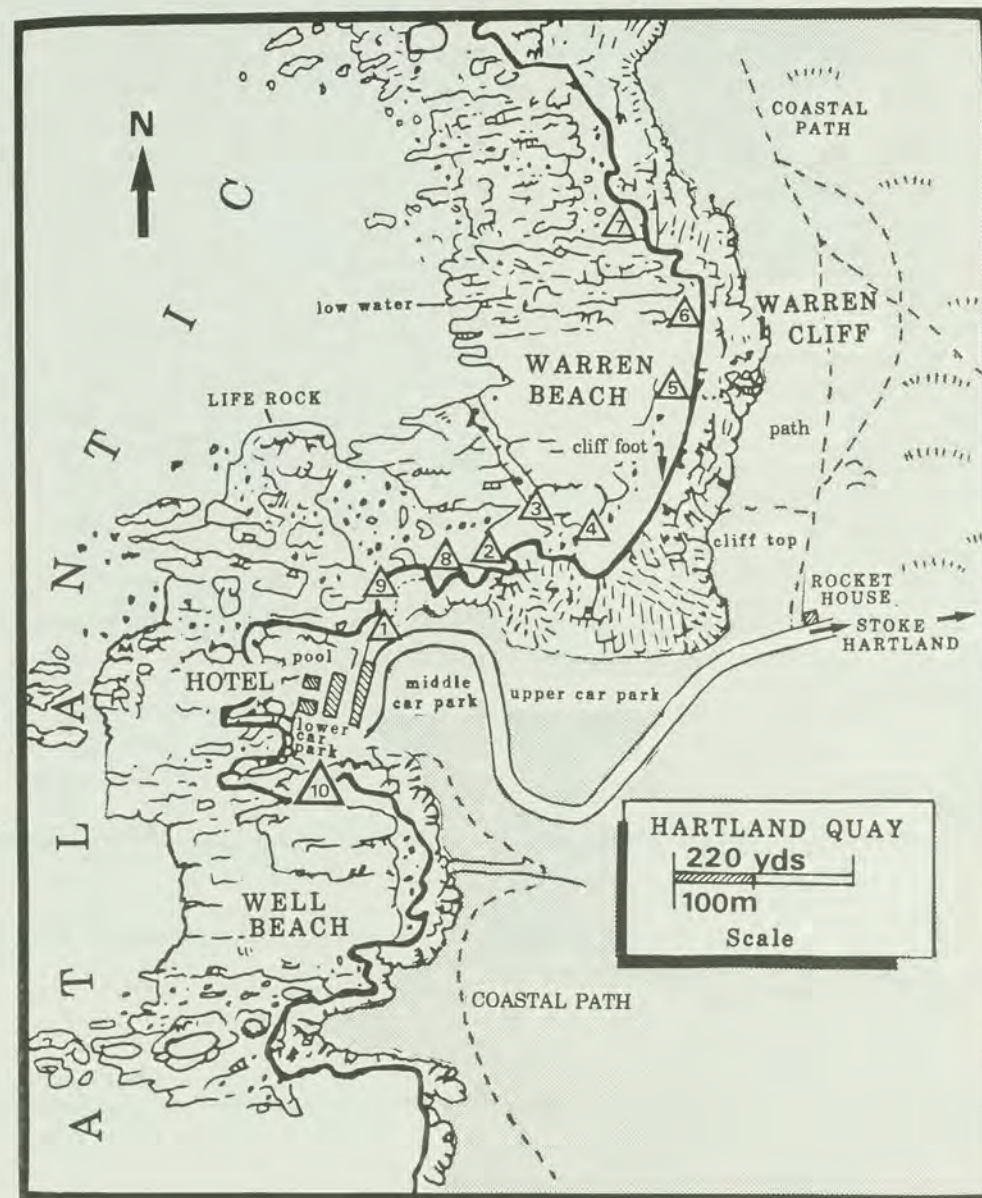 N
ATLANTIC
COASTAL
PATH
7
low water
6
WARREN
CLIFF
WARREN
BEACH
5
LIFE ROCK
cliff foot
path
3
4
cliff top
2
8
9
ROCKET
HOUSE
1
STOKE
HARTLAND
pool
HOTEL
middle
car park
upper car park
lower
car
park
10
HARTLAND QUAY
220 yds
100m
Scale
WELL
BEACH
COASTAL PATH